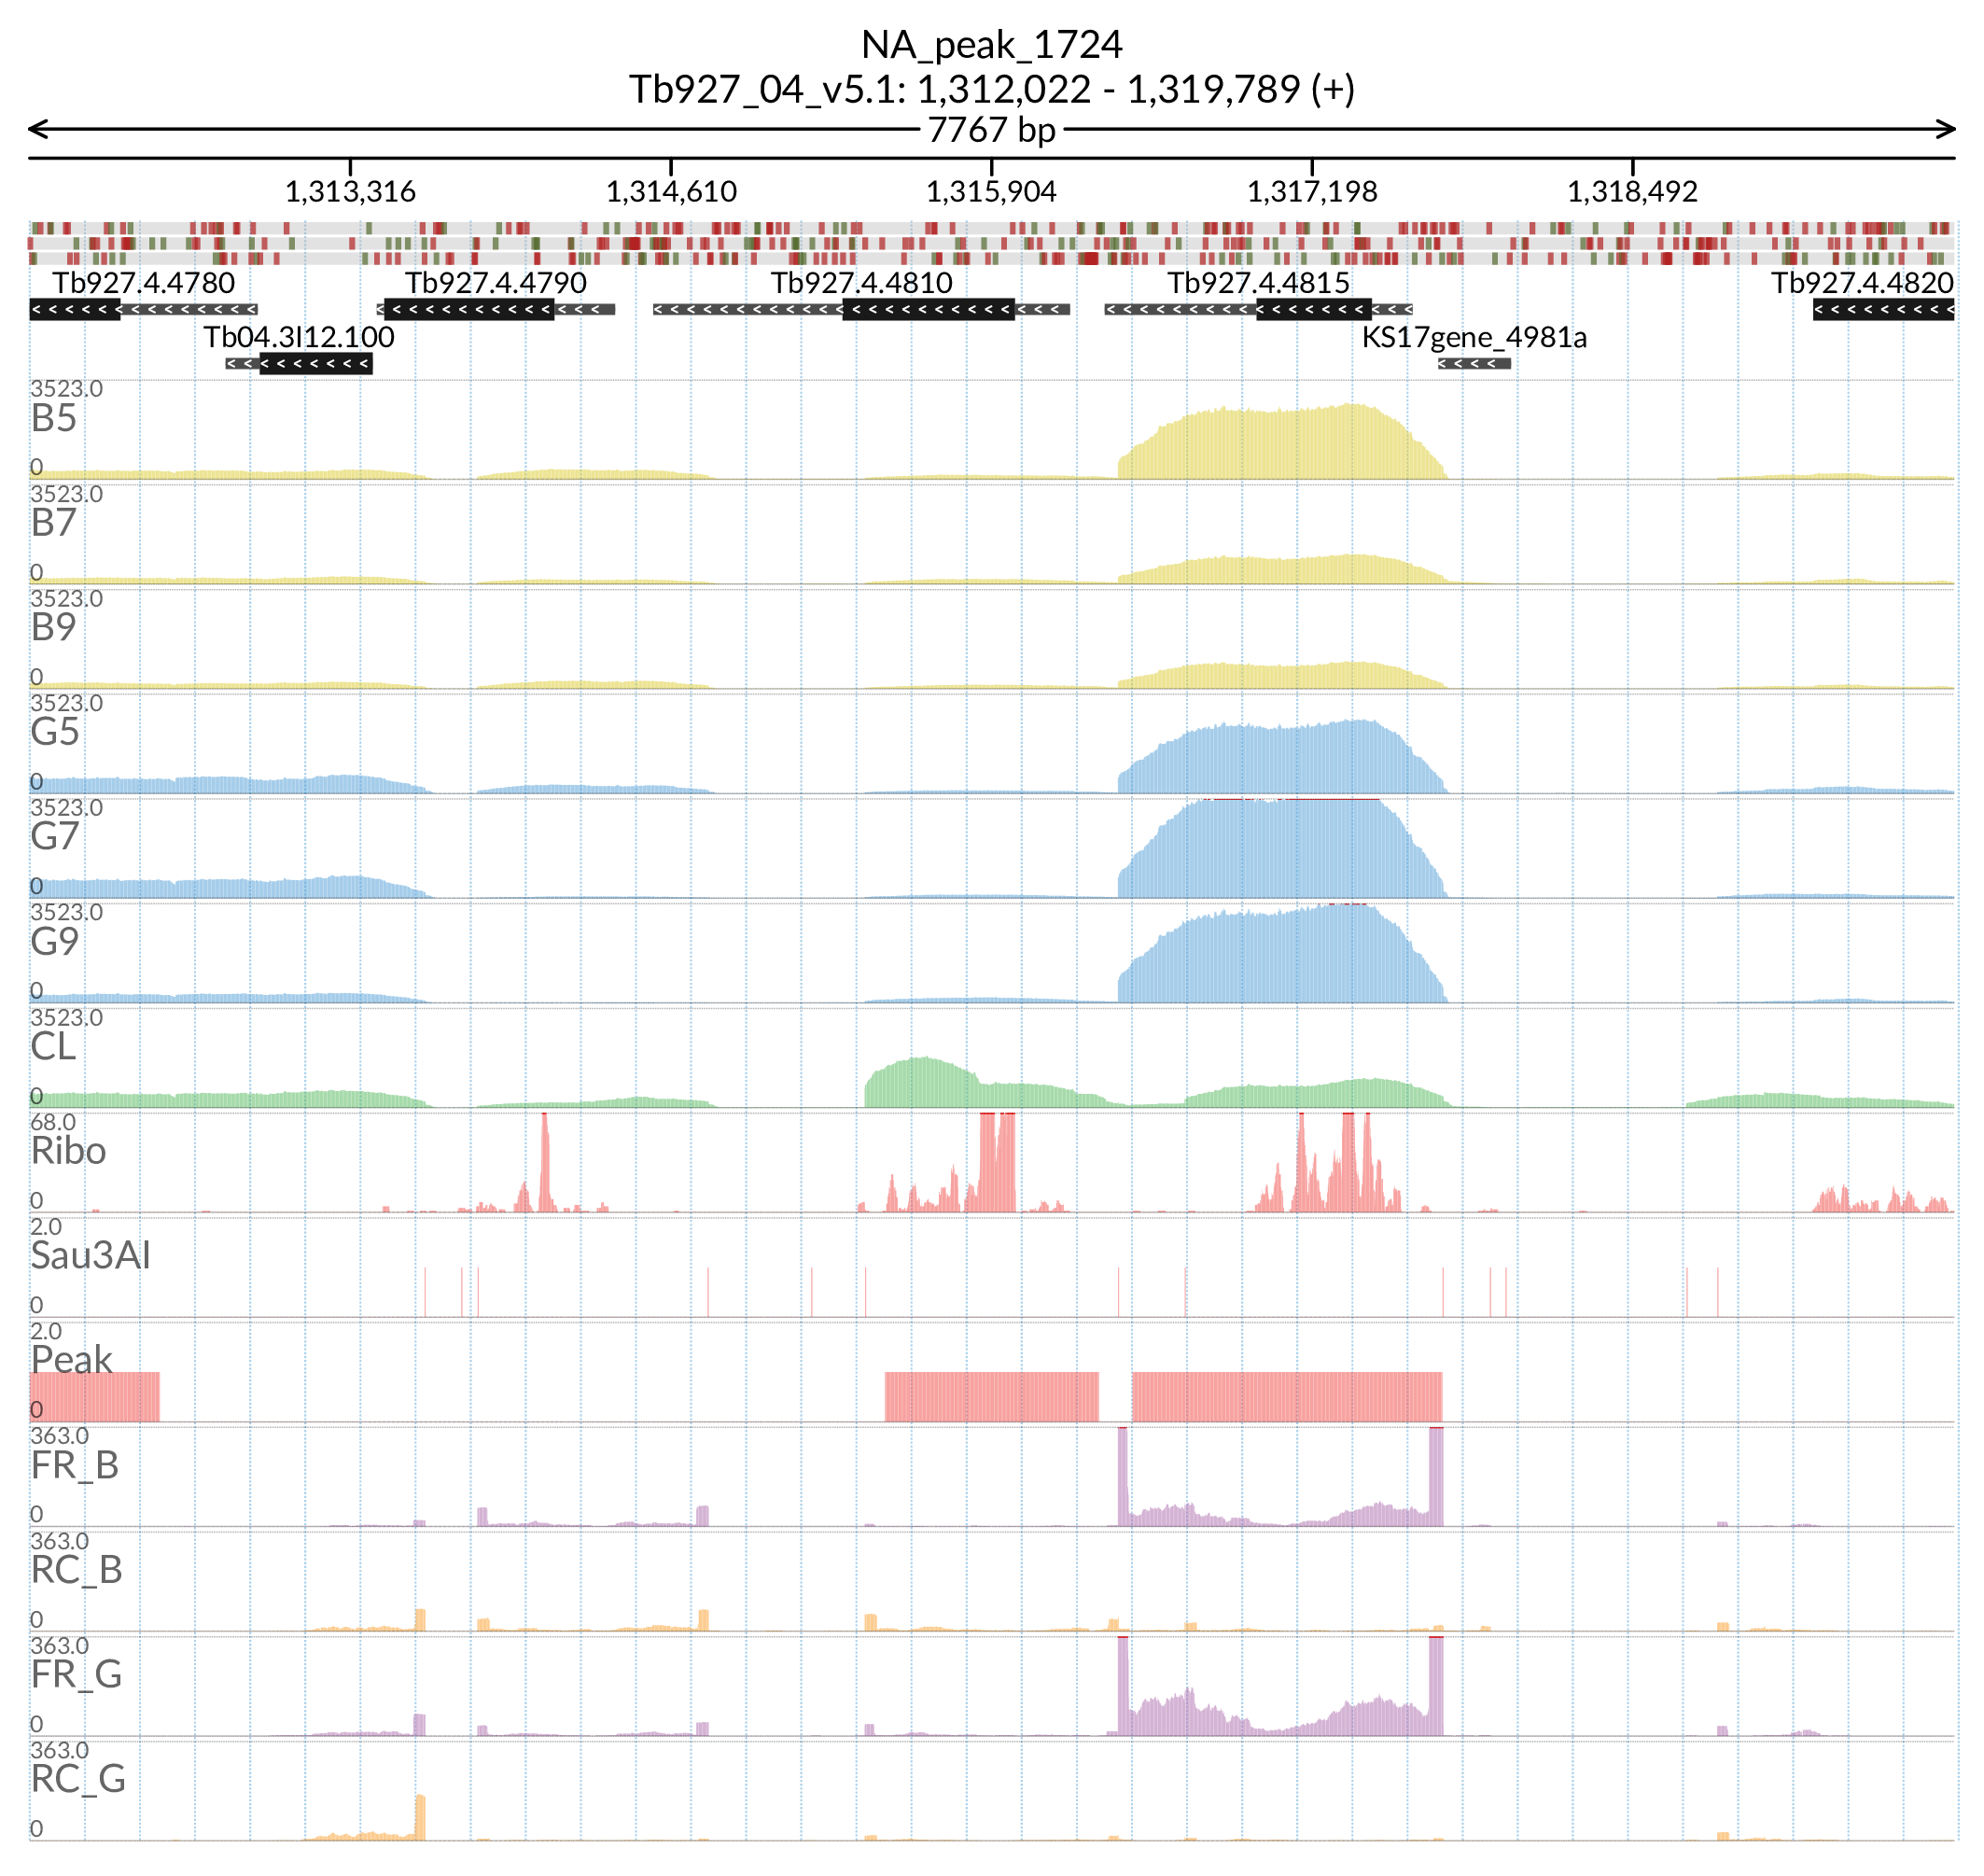 NA_peak_1724
Tb927_04_v5.1: 1,312,022 - 1,319,789 (+)
7767 bp
1,313,316 1,314,610 1,315,904 1,317,198 1,318,492
Tb927.4.4780 Tb927.4.4790 Tb927.4.4810 Tb927.4.4815 Tb927.4.4820
Tb04.3I12.100 KS17gene_4981a
3523.0
B5
0
3523.0
B7
0
3523.0
B9
0
3523.0
G5
0
3523.0
G7
0
3523.0
G9
0
3523.0
CL
0
68.0
Ribo
0
2.0
Sau3AI
0
2.0
Peak
0
363.0
FR_B
0
363.0
RC_B
0
363.0
FR_G
0
363.0
RC_G
0